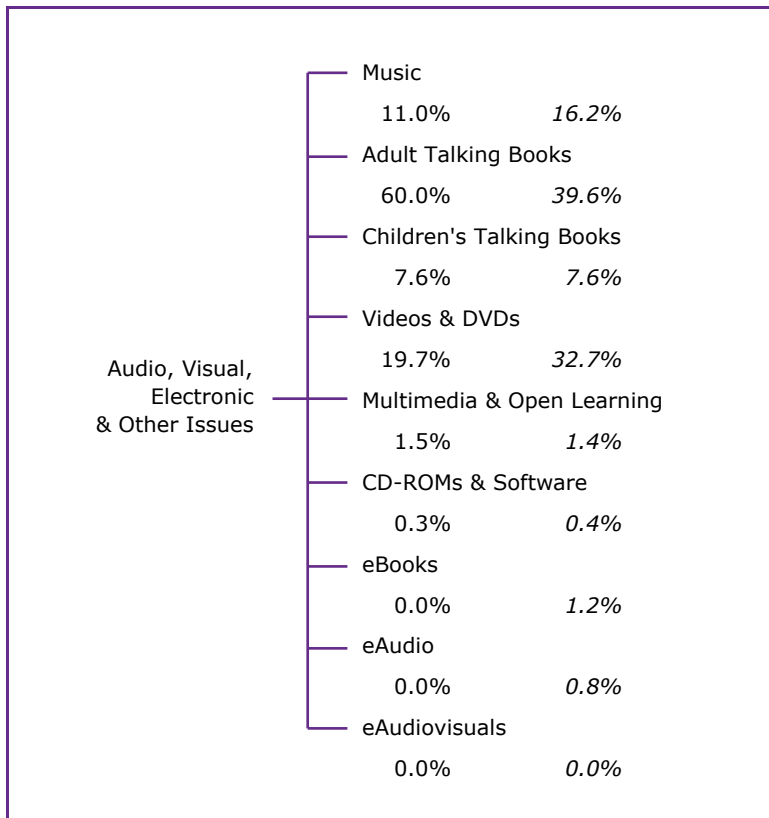 Music
11.0% 16.2%
Adult Talking Books
60.0% 39.6%
Children's Talking Books
7.6% 7.6%
Videos & DVDs
19.7% 32.7%
Audio, Visual,
Electronic
& Other Issues
Multimedia & Open Learning
1.5% 1.4%
CD-ROMs & Software
0.3% 0.4%
eBooks
0.0% 1.2%
eAudio
0.0% 0.8%
eAudiovisuals
0.0% 0.0%